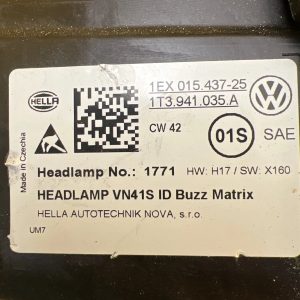 HELLA
1EX 015.437-25
1T3.941.035.A
CW 42
01S SAE
Made in Czechia
Headlamp No.: 1771 HW: H17 / SW: X160
HEADLAMP VN41S ID Buzz Matrix
HELLA AUTOTECHNIK NOVA, s.r.o.
UM7